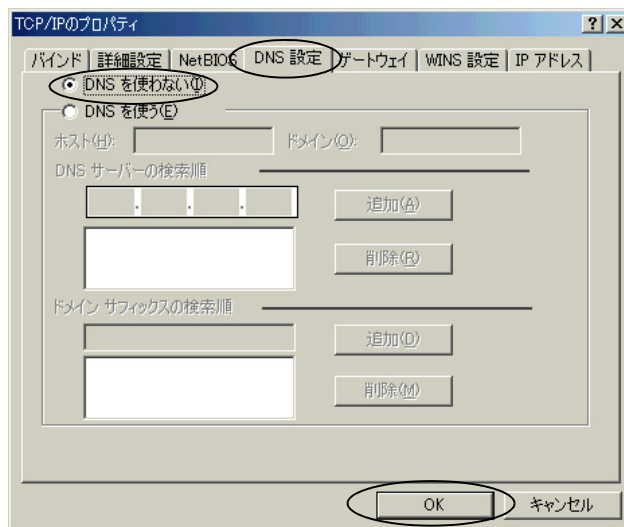 TCP/IPのプロパティ
バインド 詳細設定 NetBIOS DNS 設定 ゲートウェイ WINS 設定 IP アドレス
DNS を使わない(I)
DNS を使う(E)
ホスト(H): ドメイン(O):
DNS サーバーの検索順
追加(A)
削除(R)
ドメイン サフィックスの検索順
追加(D)
削除(M)
OK キャンセル